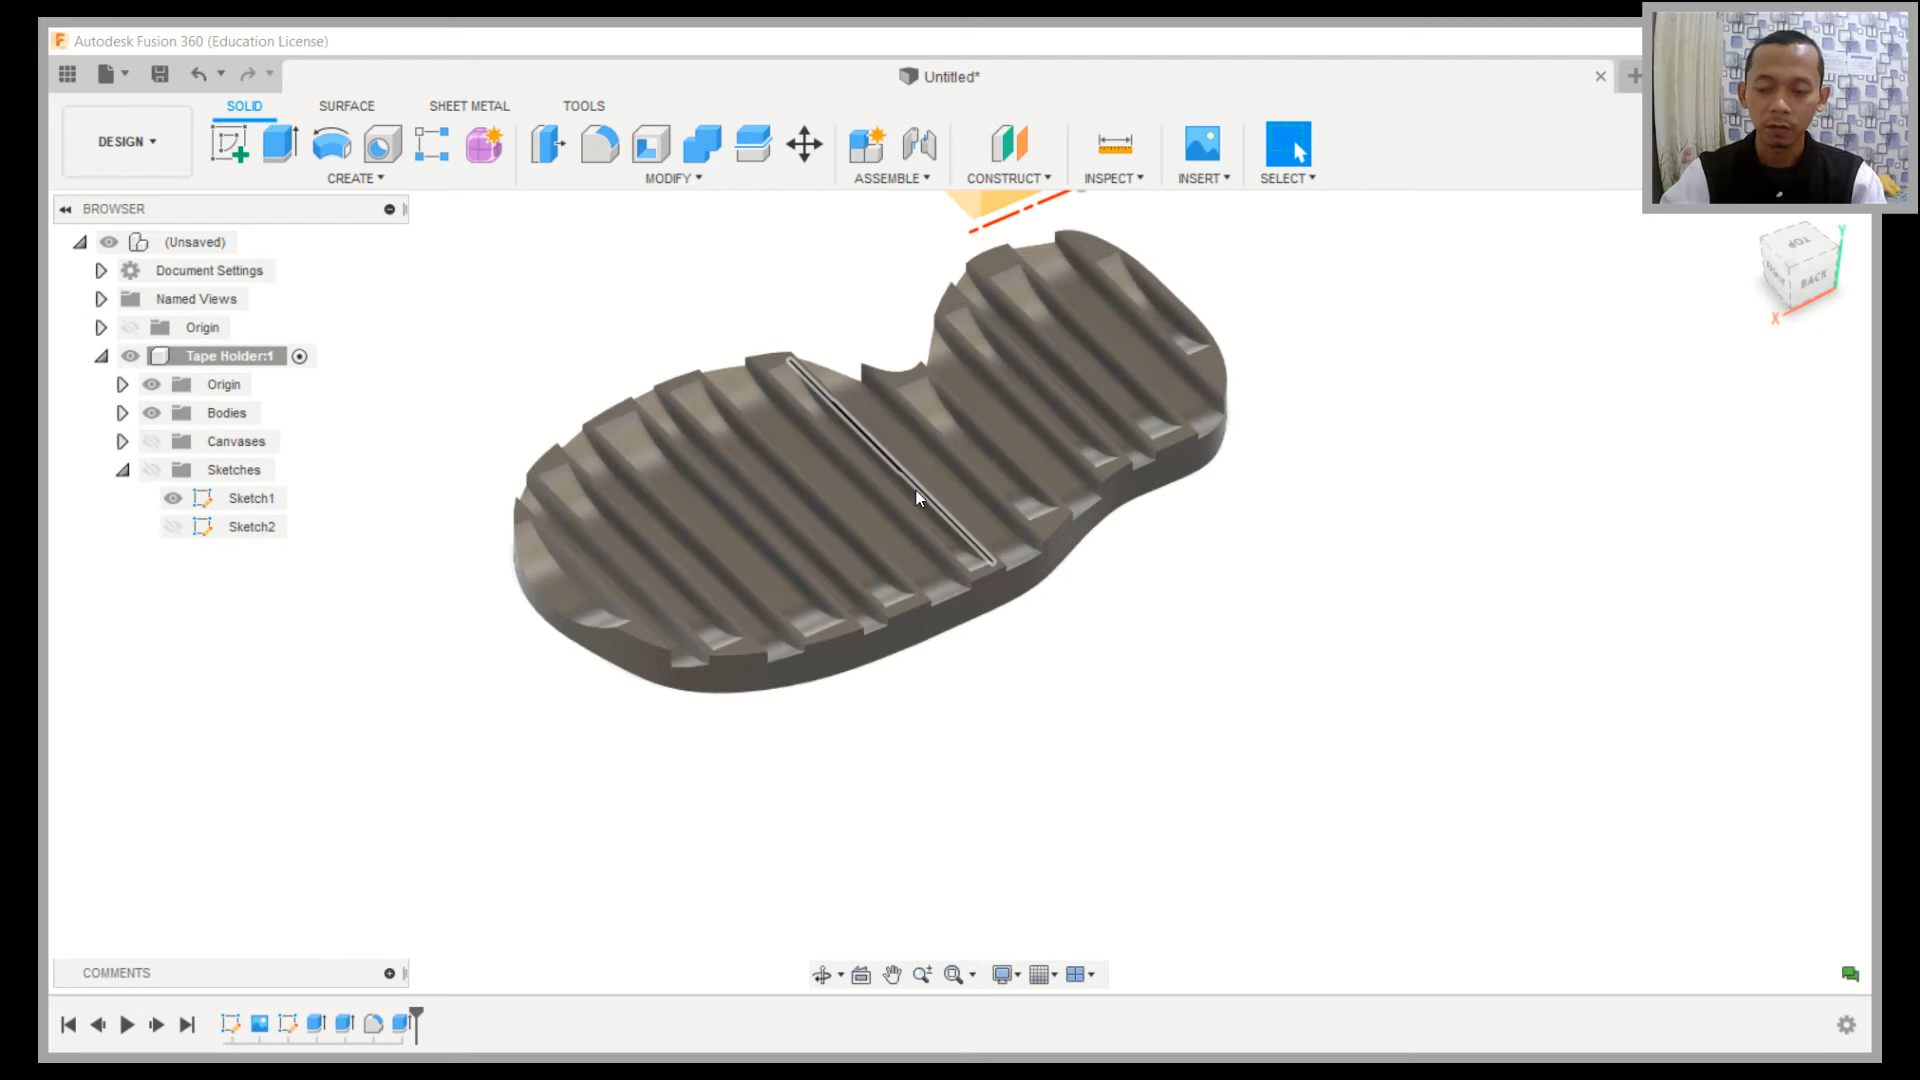 Autodesk Fusion 360 (Education License)
Untitled*
SOLID SURFACE SHEET METAL TOOLS
DESIGN
CREATE MODIFY ASSEMBLE CONSTRUCT INSPECT INSERT SELECT
BROWSER
(Unsaved)
Document Settings
Named Views
Origin
Tape Holder:1
Origin
Bodies
Canvases
Sketches
Sketch1
Sketch2
TOP
BACK
X
Y
COMMENTS